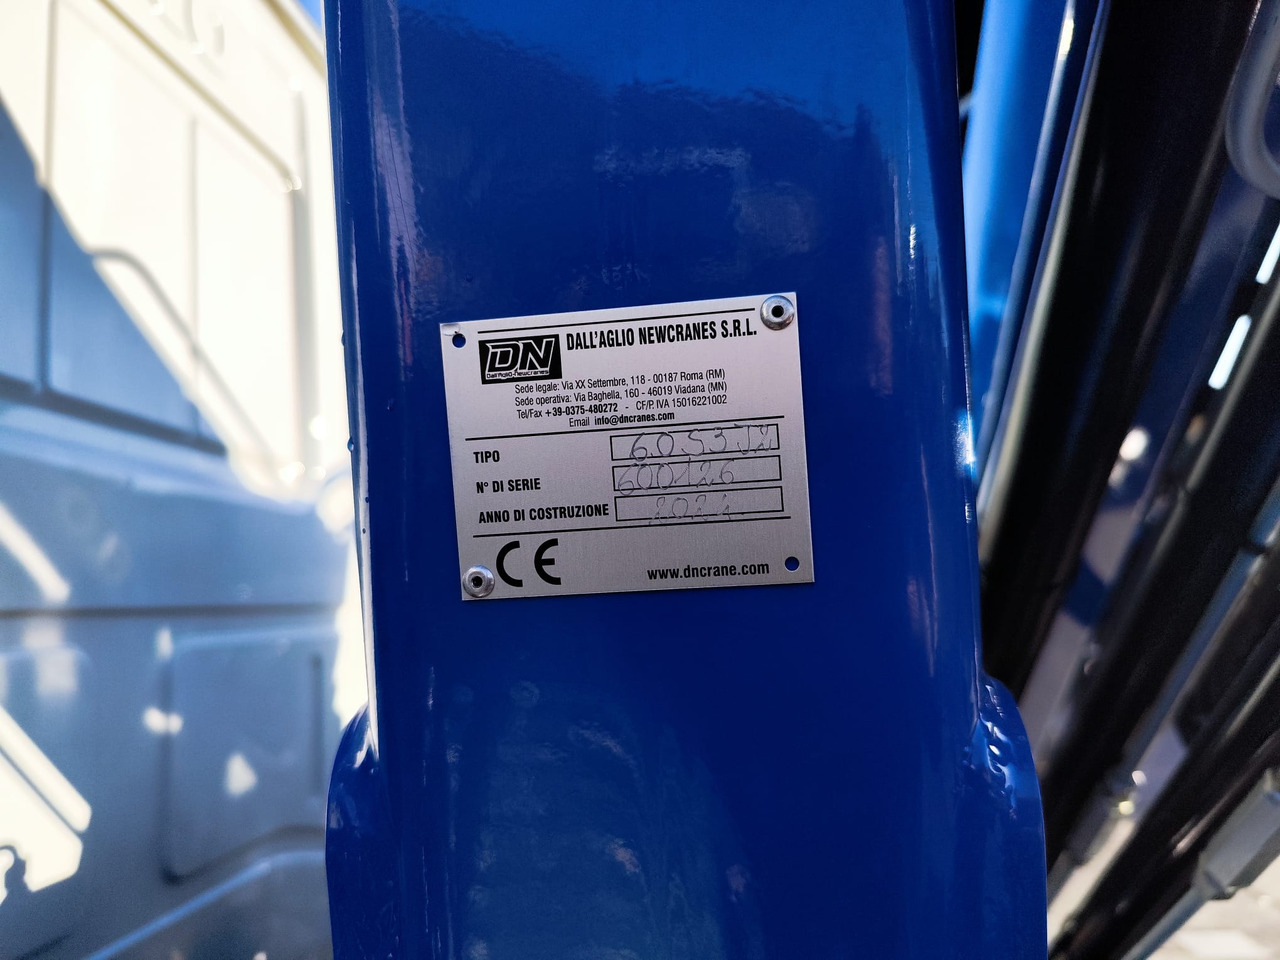 DN
Dall'Aglio-newcranes
DALL'AGLIO NEWCRANES S.R.L.
Sede legale: Via XX Settembre, 118 - 00187 Roma (RM)
Sede operativa: Via Baghella, 160 - 46019 Viadana (MN)
Tel/Fax +39-0375-480272 - CF/P. IVA 15016221002
Email info@dncranes.com
TIPO
N° DI SERIE 600126
ANNO DI COSTRUZIONE 2024
CE
www.dncrane.com